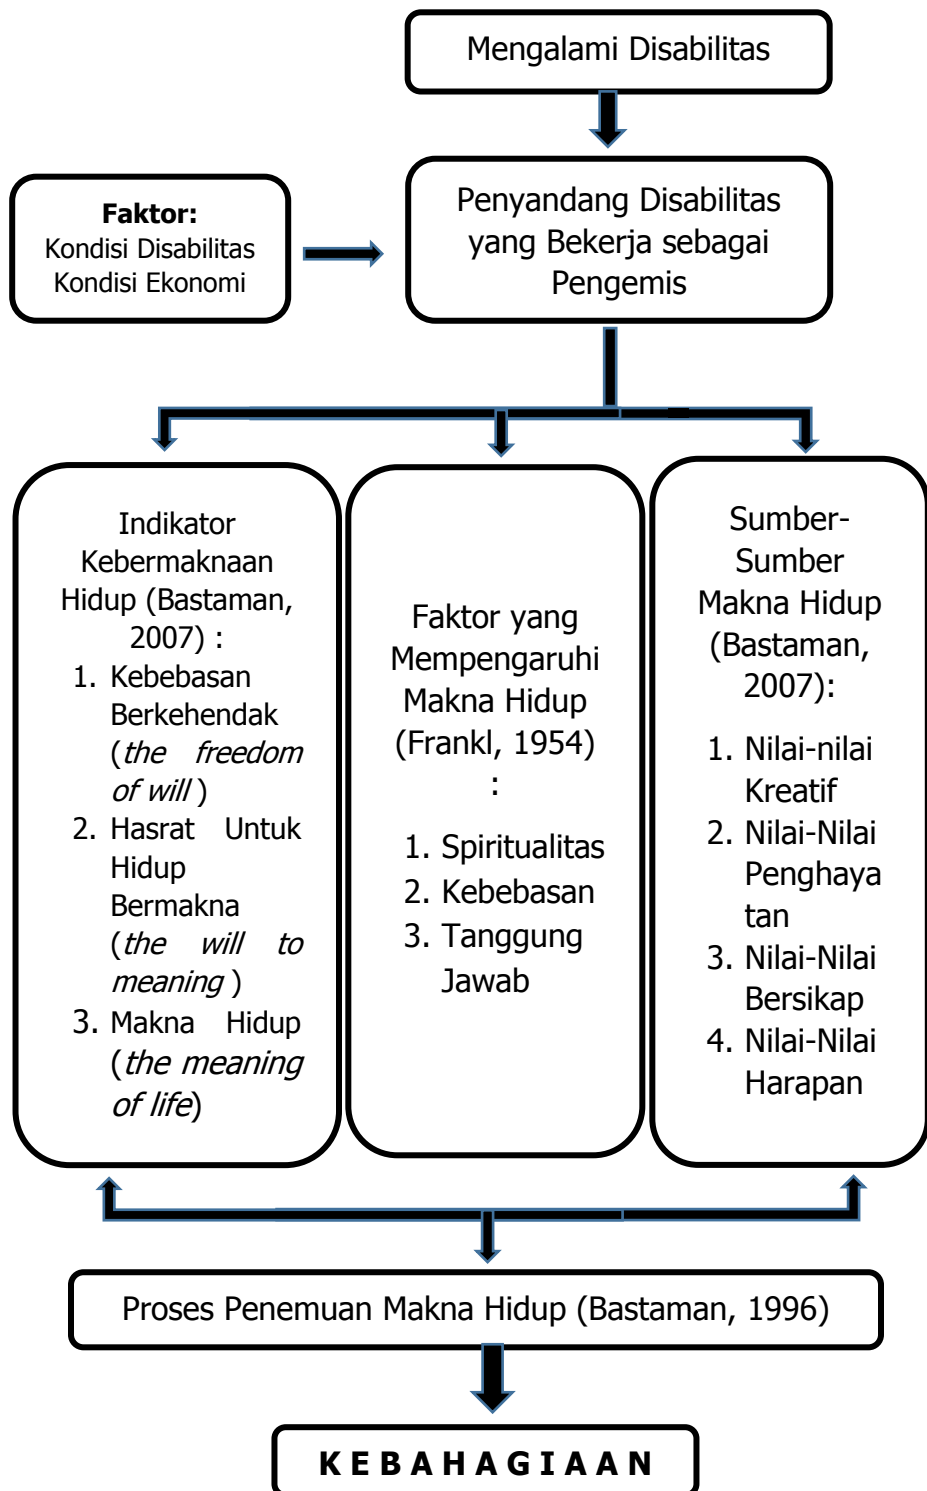 Mengalami Disabilitas
Faktor:
Kondisi Disabilitas
Kondisi Ekonomi
Penyandang Disabilitas
yang Bekerja sebagai
Pengemis
Indikator
Kebermaknaan
Hidup (Bastaman,
2007) :
1. Kebebasan
Berkehendak
(the freedom
of will )
2. Hasrat Untuk
Hidup
Bermakna
(the will to
meaning )
3. Makna Hidup
(the meaning
of life)
Faktor yang
Mempengaruhi
Makna Hidup
(Frankl, 1954)
:
1. Spiritualitas
2. Kebebasan
3. Tanggung
Jawab
Sumber-
Sumber
Makna Hidup
(Bastaman,
2007):
1. Nilai-nilai
Kreatif
2. Nilai-Nilai
Penghaya
tan
3. Nilai-Nilai
Bersikap
4. Nilai-Nilai
Harapan
Proses Penemuan Makna Hidup (Bastaman, 1996)
K E B A H A G I A A N